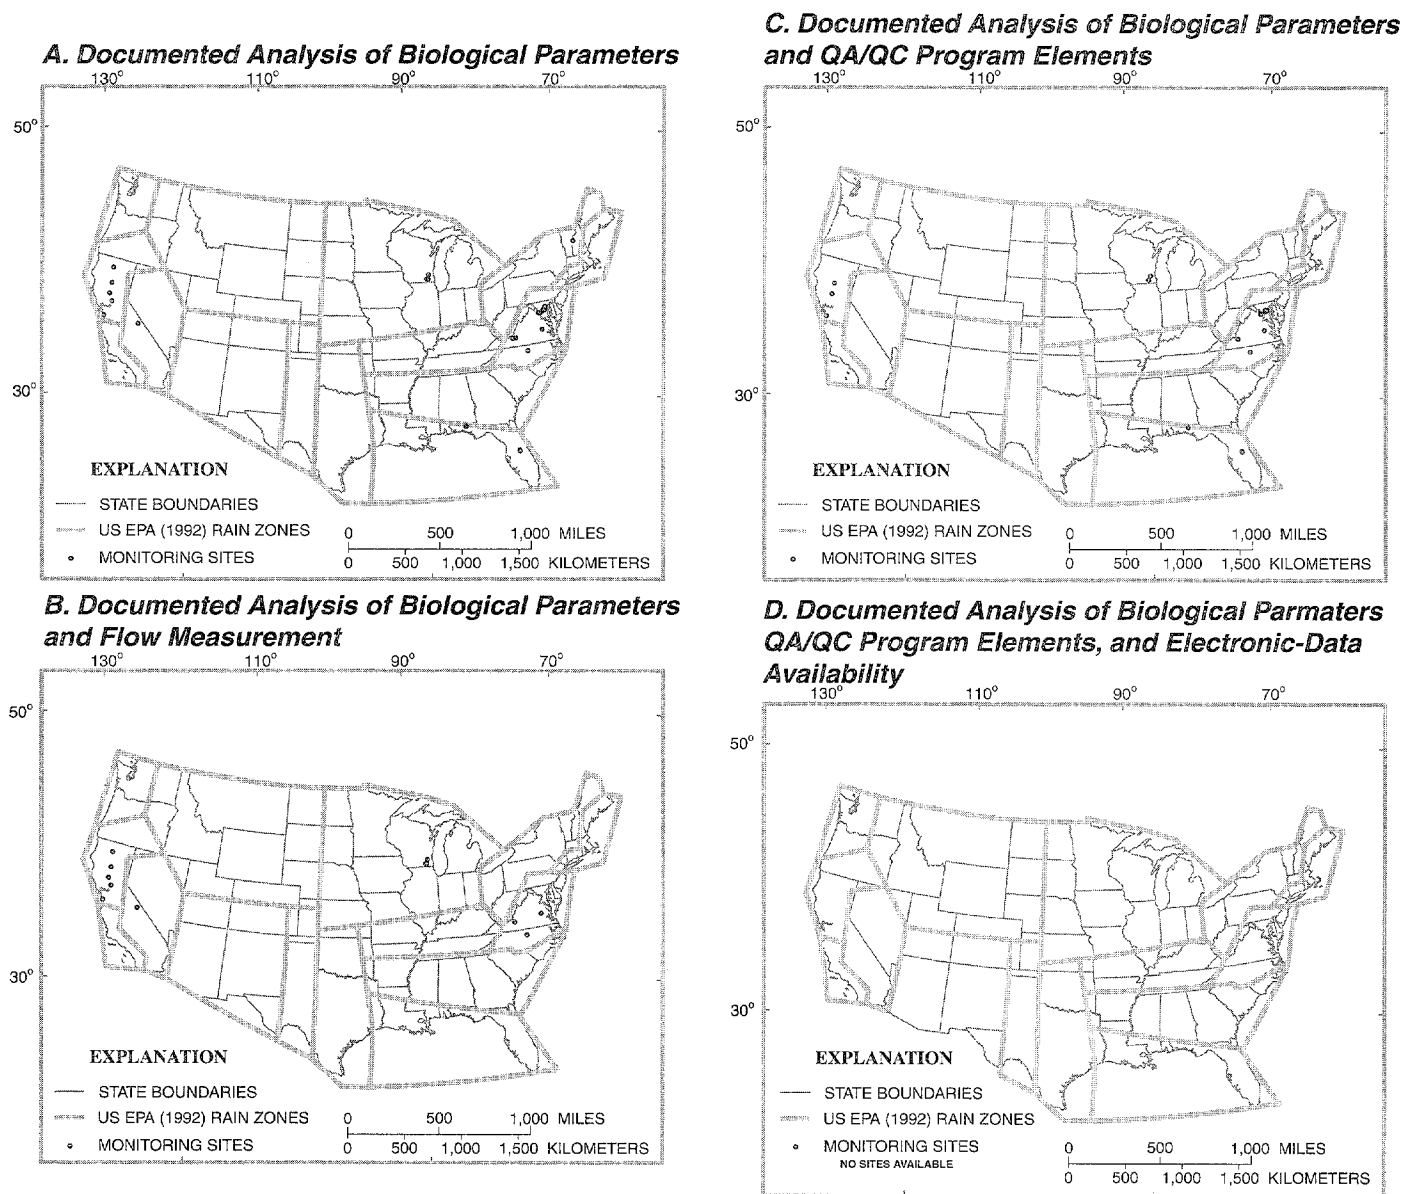 A. Documented Analysis of Biological Parameters
130° 110° 90° 70°
50°
30°
EXPLANATION
STATE BOUNDARIES
US EPA (1992) RAIN ZONES
MONITORING SITES
0 500 1,000 MILES
0 500 1,000 1,500 KILOMETERS
B. Documented Analysis of Biological Parameters
and Flow Measurement
130° 110° 90° 70°
50°
30°
EXPLANATION
STATE BOUNDARIES
US EPA (1992) RAIN ZONES
MONITORING SITES
0 500 1,000 MILES
0 500 1,000 1,500 KILOMETERS
C. Documented Analysis of Biological Parameters
and QA/QC Program Elements
130° 110° 90° 70°
50°
30°
EXPLANATION
STATE BOUNDARIES
US EPA (1992) RAIN ZONES
MONITORING SITES
0 500 1,000 MILES
0 500 1,000 1,500 KILOMETERS
D. Documented Analysis of Biological Parmaters
QA/QC Program Elements, and Electronic-Data
Availability
130° 110° 90° 70°
50°
30°
EXPLANATION
STATE BOUNDARIES
US EPA (1992) RAIN ZONES
MONITORING SITES
NO SITES AVAILABLE
0 500 1,000 MILES
0 500 1,000 1,500 KILOMETERS